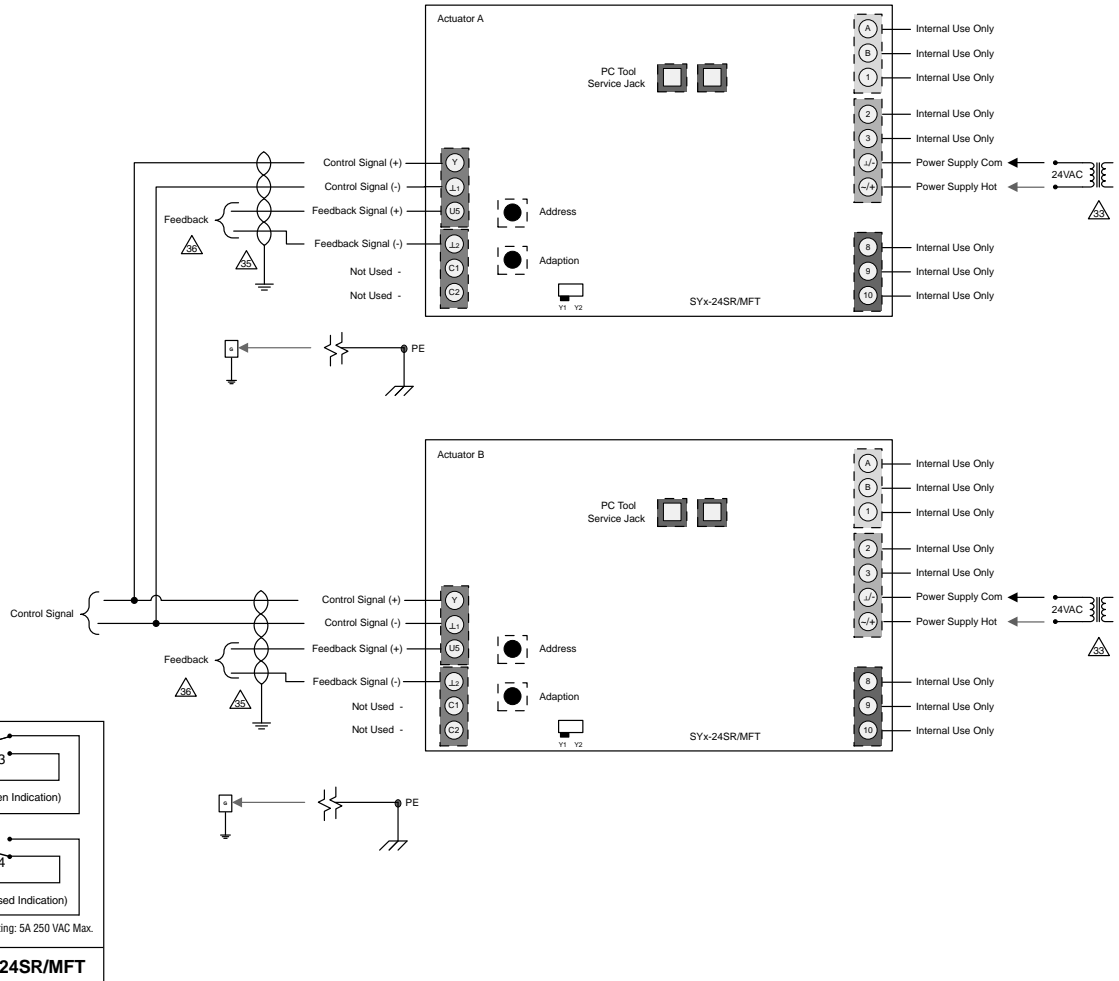 Actuator A
PC Tool
Service Jack
A
Internal Use Only
B
Internal Use Only
1
Internal Use Only
2
Internal Use Only
3
Internal Use Only
⊥/-
Power Supply Com
~/+
Power Supply Hot
24VAC
33
Control Signal (+)
Y
Control Signal (-)
⊥1
Feedback Signal (+)
U5
Feedback
36
35
Feedback Signal (-)
⊥2
Not Used -
C1
Not Used -
C2
Address
Adaption
Y1 Y2
SYx-24SR/MFT
8
Internal Use Only
9
Internal Use Only
10
Internal Use Only
G
PE
Actuator B
PC Tool
Service Jack
A
Internal Use Only
B
Internal Use Only
1
Internal Use Only
2
Internal Use Only
3
Internal Use Only
⊥/-
Power Supply Com
~/+
Power Supply Hot
24VAC
33
Control Signal
Control Signal (+)
Y
Control Signal (-)
⊥1
Feedback Signal (+)
U5
Feedback
36
35
Feedback Signal (-)
⊥2
Not Used -
C1
Not Used -
C2
Address
Adaption
Y1 Y2
SYx-24SR/MFT
8
Internal Use Only
9
Internal Use Only
10
Internal Use Only
G
PE
3
en Indication)
4
sed Indication)
ting: 5A 250 VAC Max.
24SR/MFT